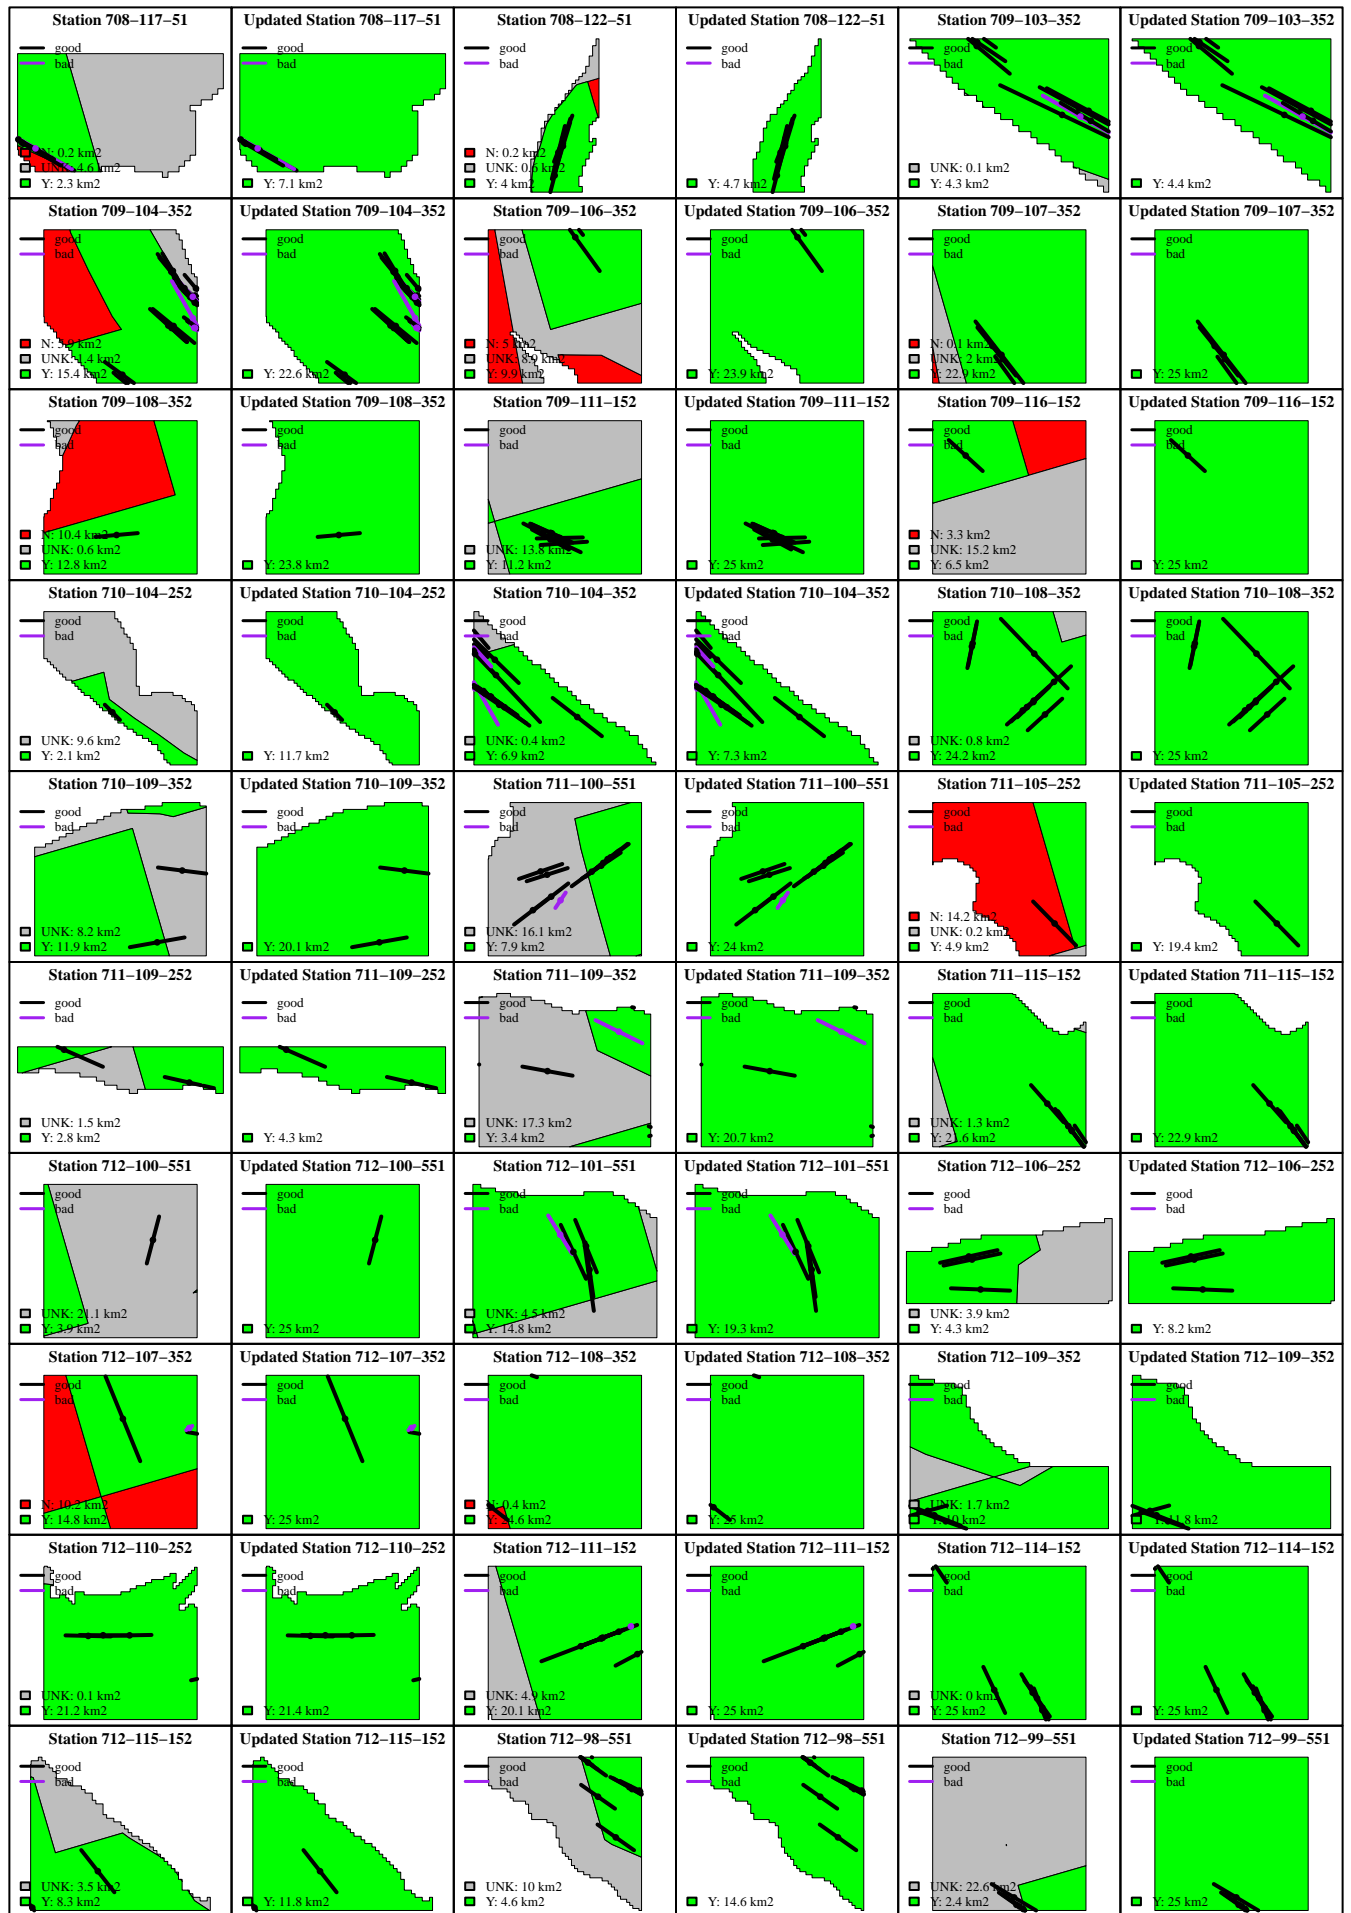 Station 708−117−51
good
bad
N: 0.2 km2
UNK: 4.6 km2
Y: 2.3 km2
Updated Station 708−117−51
good
bad
Y: 7.1 km2
Station 708−122−51
good
bad
N: 0.2 km2
UNK: 0.6 km2
Y: 4 km2
Updated Station 708−122−51
good
bad
Y: 4.7 km2
Station 709−103−352
good
bad
UNK: 0.1 km2
Y: 4.3 km2
Updated Station 709−103−352
good
bad
Y: 4.4 km2
Station 709−104−352
good
bad
N: 5.9 km2
UNK: 1.4 km2
Y: 15.4 km2
Updated Station 709−104−352
good
bad
Y: 22.6 km2
Station 709−106−352
good
bad
N: 5 km2
UNK: 8.9 km2
Y: 9.9 km2
Updated Station 709−106−352
good
bad
Y: 23.9 km2
Station 709−107−352
good
bad
N: 0.1 km2
UNK: 2 km2
Y: 22.9 km2
Updated Station 709−107−352
good
bad
Y: 25 km2
Station 709−108−352
good
bad
N: 10.4 km2
UNK: 0.6 km2
Y: 12.8 km2
Updated Station 709−108−352
good
bad
Y: 23.8 km2
Station 709−111−152
good
bad
UNK: 13.8 km2
Y: 11.2 km2
Updated Station 709−111−152
good
bad
Y: 25 km2
Station 709−116−152
good
bad
N: 3.3 km2
UNK: 15.2 km2
Y: 6.5 km2
Updated Station 709−116−152
good
bad
Y: 25 km2
Station 710−104−252
good
bad
UNK: 9.6 km2
Y: 2.1 km2
Updated Station 710−104−252
good
bad
Y: 11.7 km2
Station 710−104−352
good
bad
UNK: 0.4 km2
Y: 6.9 km2
Updated Station 710−104−352
good
bad
Y: 7.3 km2
Station 710−108−352
good
bad
UNK: 0.8 km2
Y: 24.2 km2
Updated Station 710−108−352
good
bad
Y: 25 km2
Station 710−109−352
good
bad
UNK: 8.2 km2
Y: 11.9 km2
Updated Station 710−109−352
good
bad
Y: 20.1 km2
Station 711−100−551
good
bad
UNK: 16.1 km2
Y: 7.9 km2
Updated Station 711−100−551
good
bad
Y: 24 km2
Station 711−105−252
good
bad
N: 14.2 km2
UNK: 0.2 km2
Y: 4.9 km2
Updated Station 711−105−252
good
bad
Y: 19.4 km2
Station 711−109−252
good
bad
UNK: 1.5 km2
Y: 2.8 km2
Updated Station 711−109−252
good
bad
Y: 4.3 km2
Station 711−109−352
good
bad
UNK: 17.3 km2
Y: 3.4 km2
Updated Station 711−109−352
good
bad
Y: 20.7 km2
Station 711−115−152
good
bad
UNK: 1.3 km2
Y: 21.6 km2
Updated Station 711−115−152
good
bad
Y: 22.9 km2
Station 712−100−551
good
bad
UNK: 21.1 km2
Y: 3.9 km2
Updated Station 712−100−551
good
bad
Y: 25 km2
Station 712−101−551
good
bad
UNK: 4.5 km2
Y: 14.8 km2
Updated Station 712−101−551
good
bad
Y: 19.3 km2
Station 712−106−252
good
bad
UNK: 3.9 km2
Y: 4.3 km2
Updated Station 712−106−252
good
bad
Y: 8.2 km2
Station 712−107−352
good
bad
N: 10.2 km2
Y: 14.8 km2
Updated Station 712−107−352
good
bad
Y: 25 km2
Station 712−108−352
good
bad
N: 0.4 km2
Y: 24.6 km2
Updated Station 712−108−352
good
bad
Y: 25 km2
Station 712−109−352
good
bad
UNK: 1.7 km2
Y: 10 km2
Updated Station 712−109−352
good
bad
Y: 11.8 km2
Station 712−110−252
good
bad
UNK: 0.1 km2
Y: 21.2 km2
Updated Station 712−110−252
good
bad
Y: 21.4 km2
Station 712−111−152
good
bad
UNK: 4.9 km2
Y: 20.1 km2
Updated Station 712−111−152
good
bad
Y: 25 km2
Station 712−114−152
good
bad
UNK: 0 km2
Y: 25 km2
Updated Station 712−114−152
good
bad
Y: 25 km2
Station 712−115−152
good
bad
UNK: 3.5 km2
Y: 8.3 km2
Updated Station 712−115−152
good
bad
Y: 11.8 km2
Station 712−98−551
good
bad
UNK: 10 km2
Y: 4.6 km2
Updated Station 712−98−551
good
bad
Y: 14.6 km2
Station 712−99−551
good
bad
UNK: 22.6 km2
Y: 2.4 km2
Updated Station 712−99−551
good
bad
Y: 25 km2